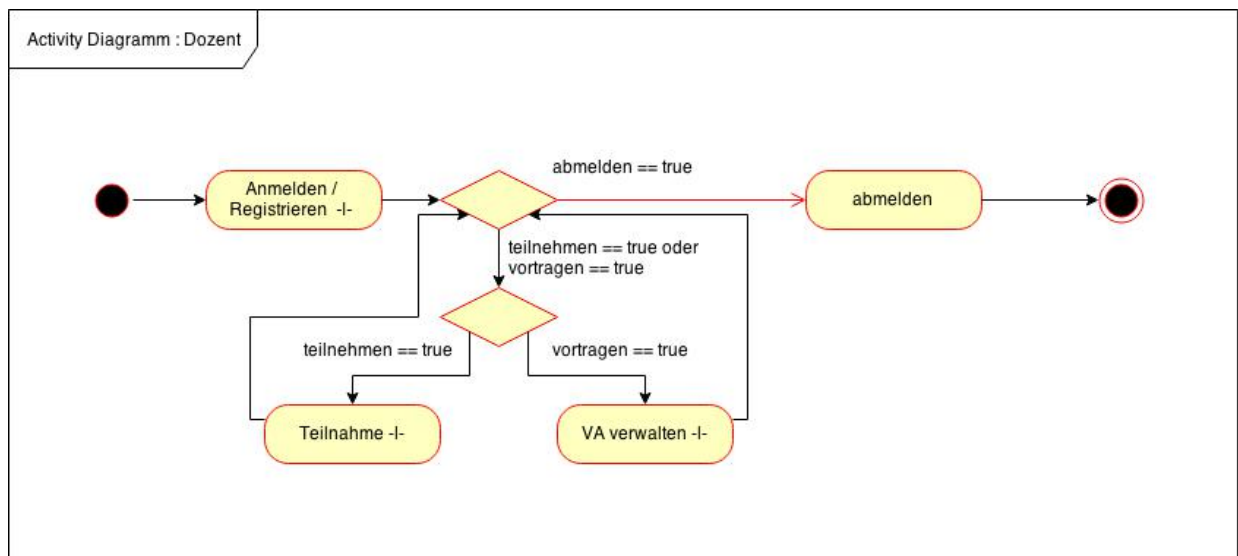 Activity Diagramm : Dozent
abmelden == true
Anmelden /
Registrieren -I-
abmelden
teilnehmen == true oder
vortragen == true
teilnehmen == true
vortragen == true
Teilnahme -I-
VA verwalten -I-